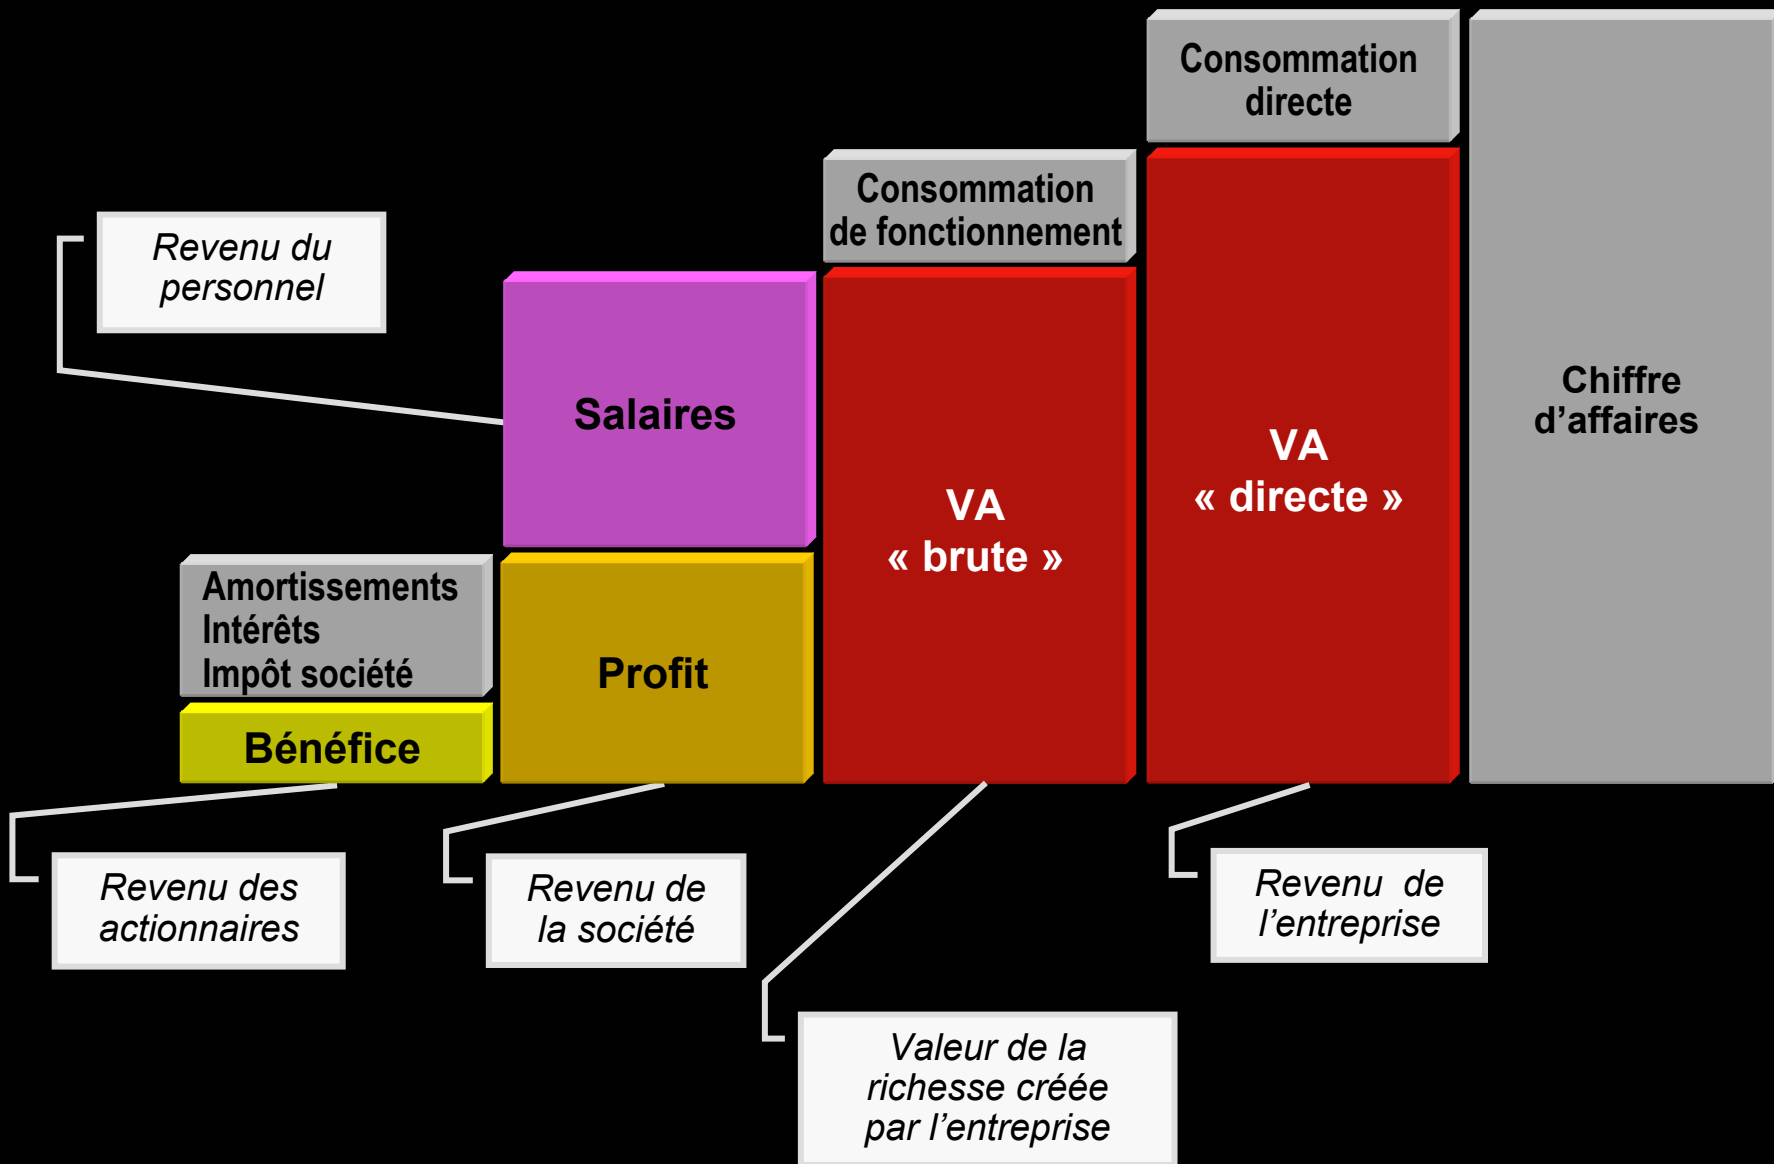 Consommation
directe
Consommation
de fonctionnement
Revenu du
personnel
Salaires
Chiffre
d’affaires
VA
« directe »
VA
« brute »
Amortissements
Intérêts
Impôt société
Profit
Bénéfice
Revenu des
actionnaires
Revenu de
la société
Revenu de
l’entreprise
Valeur de la
richesse créée
par l’entreprise